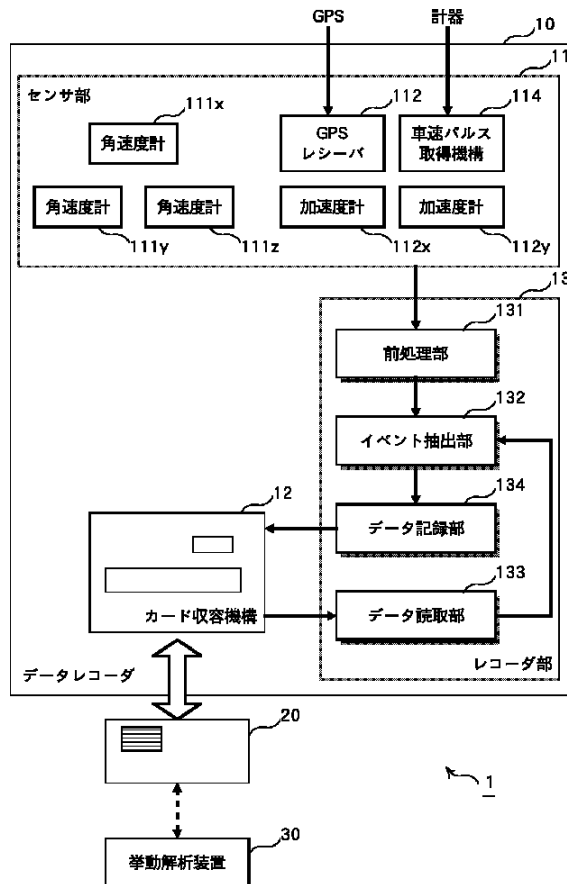 GPS
計器
10
11
センサ部
111x
112
114
角速度計
GPS
レシーバ
車速パルス
取得機構
角速度計
角速度計
加速度計
加速度計
111y
111z
112x
112y
13
131
前処理部
132
イベント抽出部
12
134
データ記録部
133
カード収容機構
データ読取部
データレコーダ
レコーダ部
20
1
30
挙動解析装置